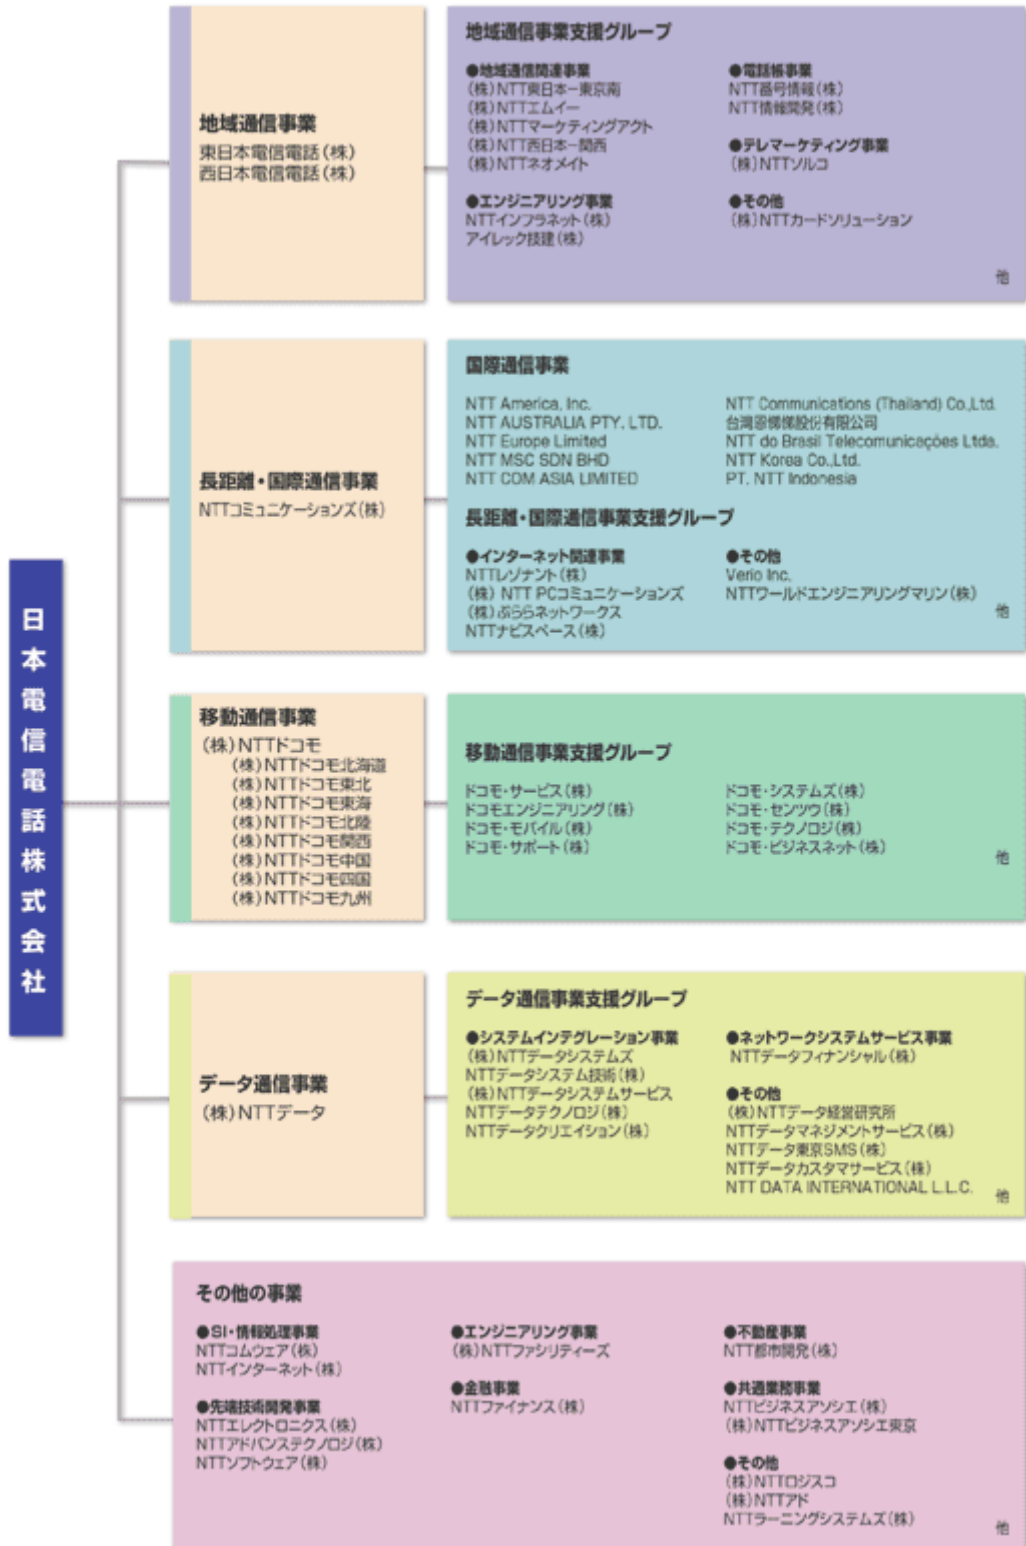 日本電信電話株式会社
地域通信事業
東日本電信電話(株)
西日本電信電話(株)
地域通信事業支援グループ
●地域通信関連事業
(株)NTT東日本－東京南
(株)NTTエムイー
(株)NTTマーケティングアクト
(株)NTT西日本－関西
(株)NTTネオメイト
●エンジニアリング事業
NTTインフラネット(株)
アイレック技建(株)
●電話帳事業
NTT番号情報(株)
NTT情報開発(株)
●テレマーケティング事業
(株)NTTソルコ
●その他
(株)NTTカードソリューション
他
長距離・国際通信事業
NTTコミュニケーションズ(株)
国際通信事業
NTT America, Inc.
NTT AUSTRALIA PTY. LTD.
NTT Europe Limited
NTT MSC SDN BHD
NTT COM ASIA LIMITED
NTT Communications (Thailand) Co.,Ltd.
台灣恩悌悌股份有限公司
NTT do Brasil Telecomunicações Ltda.
NTT Korea Co.,Ltd.
PT. NTT Indonesia
長距離・国際通信事業支援グループ
●インターネット関連事業
NTTレゾナント(株)
(株) NTT PCコミュニケーションズ
(株)ぷららネットワークス
NTTナビスペース(株)
●その他
Verio Inc.
NTTワールドエンジニアリングマリン(株)
他
移動通信事業
(株)NTTドコモ
(株)NTTドコモ北海道
(株)NTTドコモ東北
(株)NTTドコモ東海
(株)NTTドコモ北陸
(株)NTTドコモ関西
(株)NTTドコモ中国
(株)NTTドコモ四国
(株)NTTドコモ九州
移動通信事業支援グループ
ドコモ・サービス(株)
ドコモエンジニアリング(株)
ドコモ・モバイル(株)
ドコモ・サポート(株)
ドコモ・システムズ(株)
ドコモ・センツウ(株)
ドコモ・テクノロジ(株)
ドコモ・ビジネスネット(株)
他
データ通信事業
(株)NTTデータ
データ通信事業支援グループ
●システムインテグレーション事業
(株)NTTデータシステムズ
NTTデータシステム技術(株)
(株)NTTデータシステムサービス
NTTデータテクノロジ(株)
NTTデータクリエイション(株)
●ネットワークシステムサービス事業
NTTデータフィナンシャル(株)
●その他
(株)NTTデータ経営研究所
NTTデータマネジメントサービス(株)
NTTデータ東京SMS(株)
NTTデータカスタマサービス(株)
NTT DATA INTERNATIONAL L.L.C.
他
その他の事業
●SI・情報処理事業
NTTコムウェア(株)
NTTインターネット(株)
●先端技術開発事業
NTTエレクトロニクス(株)
NTTアドバンステクノロジ(株)
NTTソフトウェア(株)
●エンジニアリング事業
(株)NTTファシリティーズ
●金融事業
NTTファイナンス(株)
●不動産事業
NTT都市開発(株)
●共通業務事業
NTTビジネスアソシエ(株)
(株)NTTビジネスアソシエ東京
●その他
(株)NTTロジスコ
(株)NTTアド
NTTラーニングシステムズ(株)
他